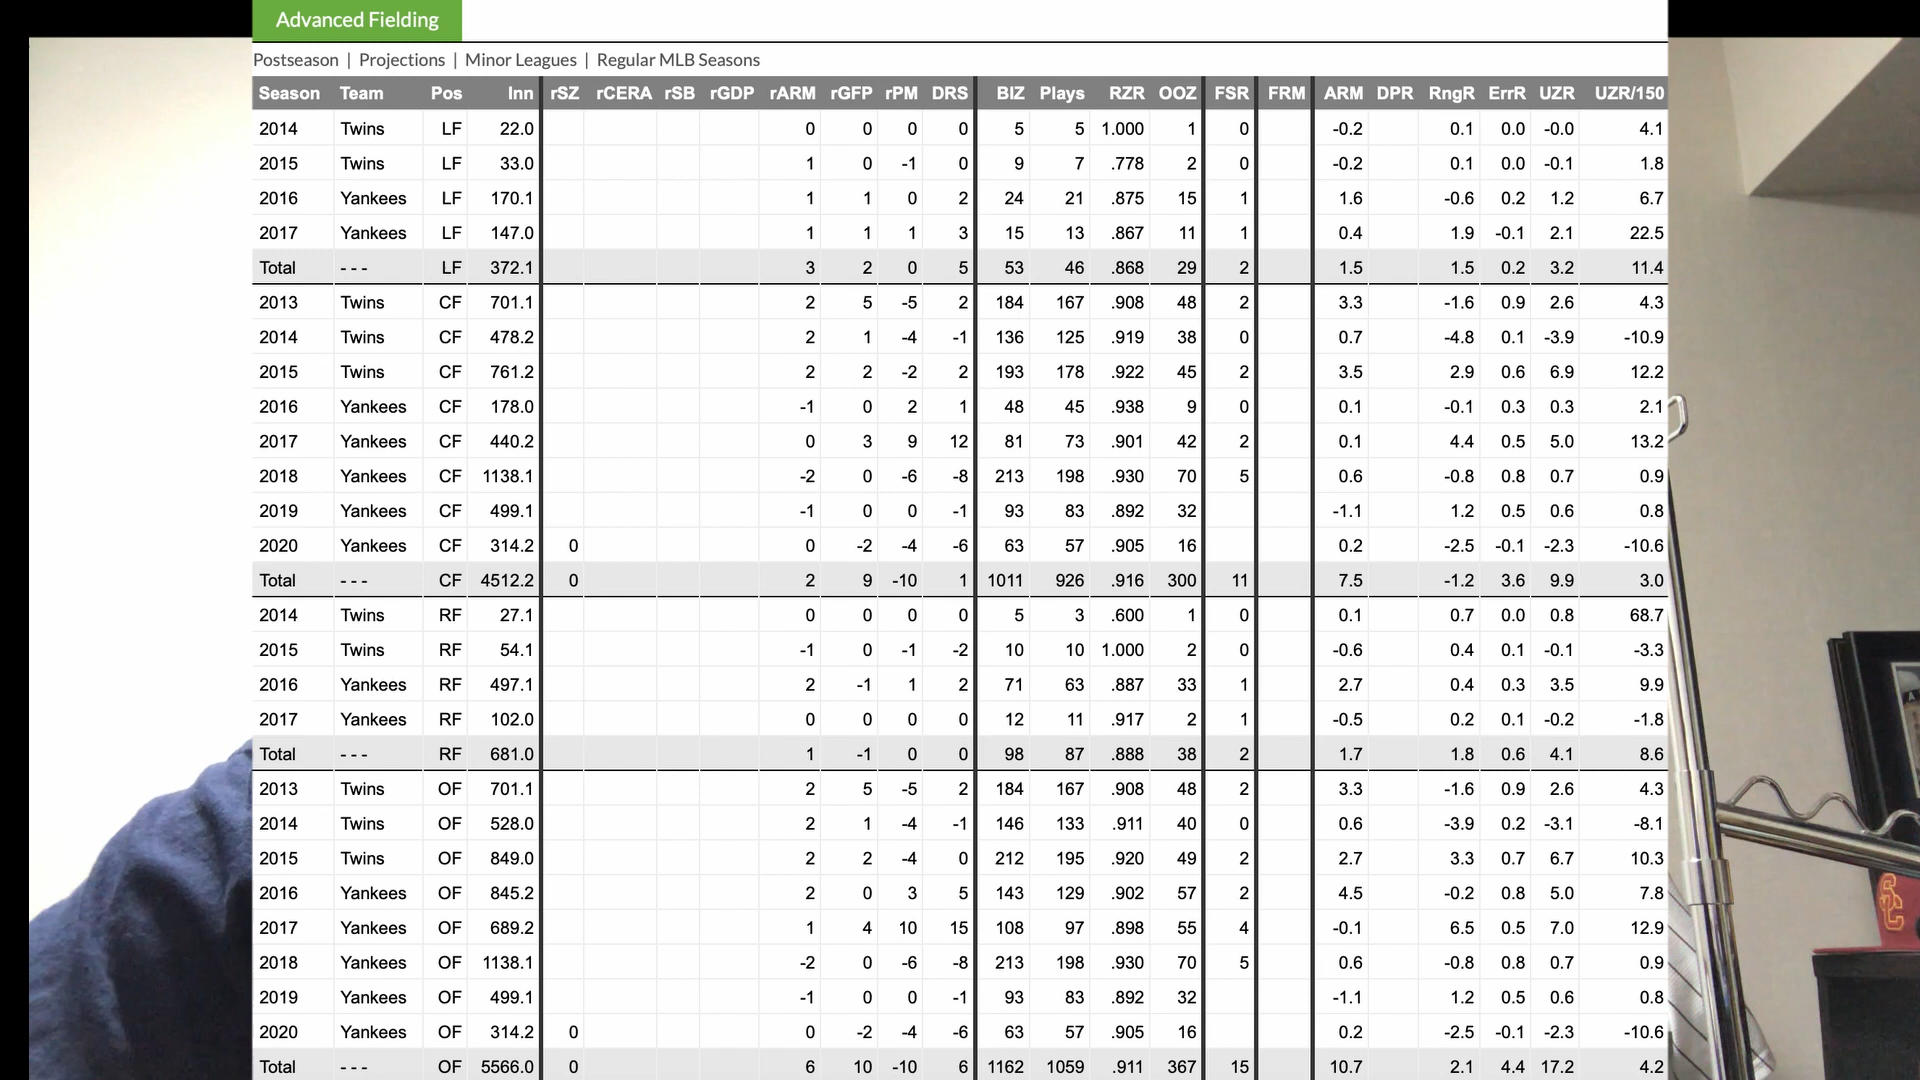 Advanced Fielding
Postseason | Projections | Minor Leagues | Regular MLB Seasons
Season Team Pos Inn rSZ rCERA rSB rGDP rARM rGFP rPM DRS BIZ Plays RZR OOZ FSR FRM ARM DPR RngR ErrR UZR UZR/150
2014 Twins LF 22.0 0 0 0 0 5 5 1.000 1 0 -0.2 0.1 0.0 -0.0 4.1
2015 Twins LF 33.0 1 0 -1 0 9 7 .778 2 0 -0.2 0.1 0.0 -0.1 1.8
2016 Yankees LF 170.1 1 1 0 2 24 21 .875 15 1 1.6 -0.6 0.2 1.2 6.7
2017 Yankees LF 147.0 1 1 1 3 15 13 .867 11 1 0.4 1.9 -0.1 2.1 22.5
Total - - - LF 372.1 3 2 0 5 53 46 .868 29 2 1.5 1.5 0.2 3.2 11.4
2013 Twins CF 701.1 2 5 -5 2 184 167 .908 48 2 3.3 -1.6 0.9 2.6 4.3
2014 Twins CF 478.2 2 1 -4 -1 136 125 .919 38 0 0.7 -4.8 0.1 -3.9 -10.9
2015 Twins CF 761.2 2 2 -2 2 193 178 .922 45 2 3.5 2.9 0.6 6.9 12.2
2016 Yankees CF 178.0 -1 0 2 1 48 45 .938 9 0 0.1 -0.1 0.3 0.3 2.1
2017 Yankees CF 440.2 0 3 9 12 81 73 .901 42 2 0.1 4.4 0.5 5.0 13.2
2018 Yankees CF 1138.1 -2 0 -6 -8 213 198 .930 70 5 0.6 -0.8 0.8 0.7 0.9
2019 Yankees CF 499.1 -1 0 0 -1 93 83 .892 32 -1.1 1.2 0.5 0.6 0.8
2020 Yankees CF 314.2 0 0 -2 -4 -6 63 57 .905 16 0.2 -2.5 -0.1 -2.3 -10.6
Total - - - CF 4512.2 0 2 9 -10 1 1011 926 .916 300 11 7.5 -1.2 3.6 9.9 3.0
2014 Twins RF 27.1 0 0 0 0 5 3 .600 1 0 0.1 0.7 0.0 0.8 68.7
2015 Twins RF 54.1 -1 0 -1 -2 10 10 1.000 2 0 -0.6 0.4 0.1 -0.1 -3.3
2016 Yankees RF 497.1 2 -1 1 2 71 63 .887 33 1 2.7 0.4 0.3 3.5 9.9
2017 Yankees RF 102.0 0 0 0 0 12 11 .917 2 1 -0.5 0.2 0.1 -0.2 -1.8
Total - - - RF 681.0 1 -1 0 0 98 87 .888 38 2 1.7 1.8 0.6 4.1 8.6
2013 Twins OF 701.1 2 5 -5 2 184 167 .908 48 2 3.3 -1.6 0.9 2.6 4.3
2014 Twins OF 528.0 2 1 -4 -1 146 133 .911 40 0 0.6 -3.9 0.2 -3.1 -8.1
2015 Twins OF 849.0 2 2 -4 0 212 195 .920 49 2 2.7 3.3 0.7 6.7 10.3
2016 Yankees OF 845.2 2 0 3 5 143 129 .902 57 2 4.5 -0.2 0.8 5.0 7.8
2017 Yankees OF 689.2 1 4 10 15 108 97 .898 55 4 -0.1 6.5 0.5 7.0 12.9
2018 Yankees OF 1138.1 -2 0 -6 -8 213 198 .930 70 5 0.6 -0.8 0.8 0.7 0.9
2019 Yankees OF 499.1 -1 0 0 -1 93 83 .892 32 -1.1 1.2 0.5 0.6 0.8
2020 Yankees OF 314.2 0 0 -2 -4 -6 63 57 .905 16 0.2 -2.5 -0.1 -2.3 -10.6
Total - - - OF 5566.0 0 6 10 -10 6 1162 1059 .911 367 15 10.7 2.1 4.4 17.2 4.2
SC